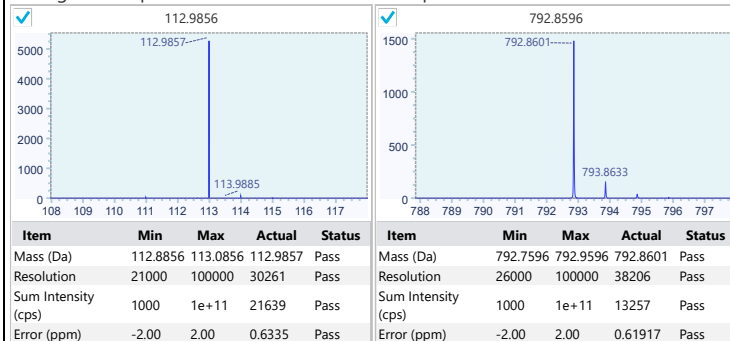 112.9856
5000
4000
3000
2000
1000
0
112.9857
113.9885
108 109 110 111 112 113 114 115 116 117
Item Min Max Actual Status
Mass (Da) 112.8856 113.0856 112.9857 Pass
Resolution 21000 100000 30261 Pass
Sum Intensity
(cps) 1000 1e+11 21639 Pass
Error (ppm) -2.00 2.00 0.6335 Pass
792.8596
1500
1000
500
0
792.8601
793.8633
788 789 790 791 792 793 794 795 796 797
Item Min Max Actual Status
Mass (Da) 792.7596 792.9596 792.8601 Pass
Resolution 26000 100000 38206 Pass
Sum Intensity
(cps) 1000 1e+11 13257 Pass
Error (ppm) -2.00 2.00 0.61917 Pass